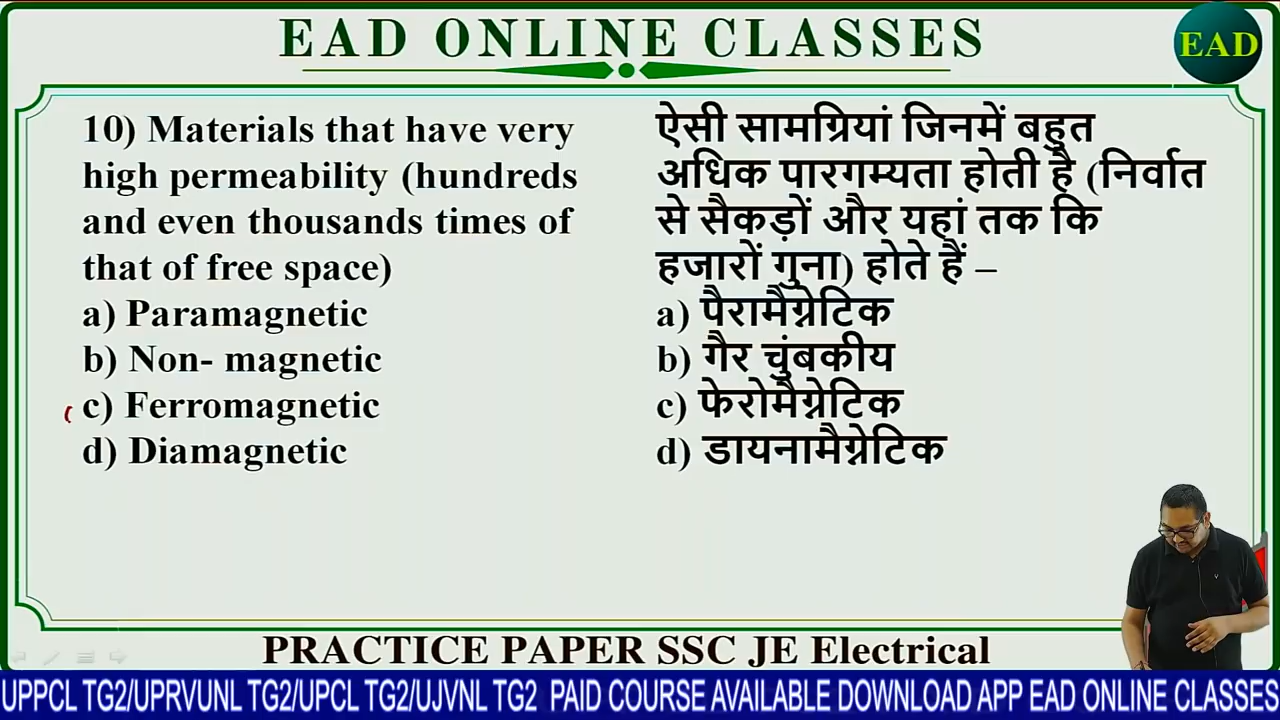 EAD ONLINE CLASSES
EAD
10) Materials that have very
high permeability (hundreds
and even thousands times of
that of free space)
a) Paramagnetic
b) Non- magnetic
c) Ferromagnetic
d) Diamagnetic
ऐसी सामग्रियां जिनमें बहुत
अधिक पारगम्यता होती है (निर्वात
से सैकड़ों और यहां तक कि
हजारों गुना) होते हैं –
a) पैरामैग्नेटिक
b) गैर चुंबकीय
c) फेरोमैग्नेटिक
d) डायनामैग्नेटिक
PRACTICE PAPER SSC JE Electrical
UPPCL TG2/UPRVUNL TG2/UPCL TG2/UJVNL TG2 PAID COURSE AVAILABLE DOWNLOAD APP EAD ONLINE CLASSES